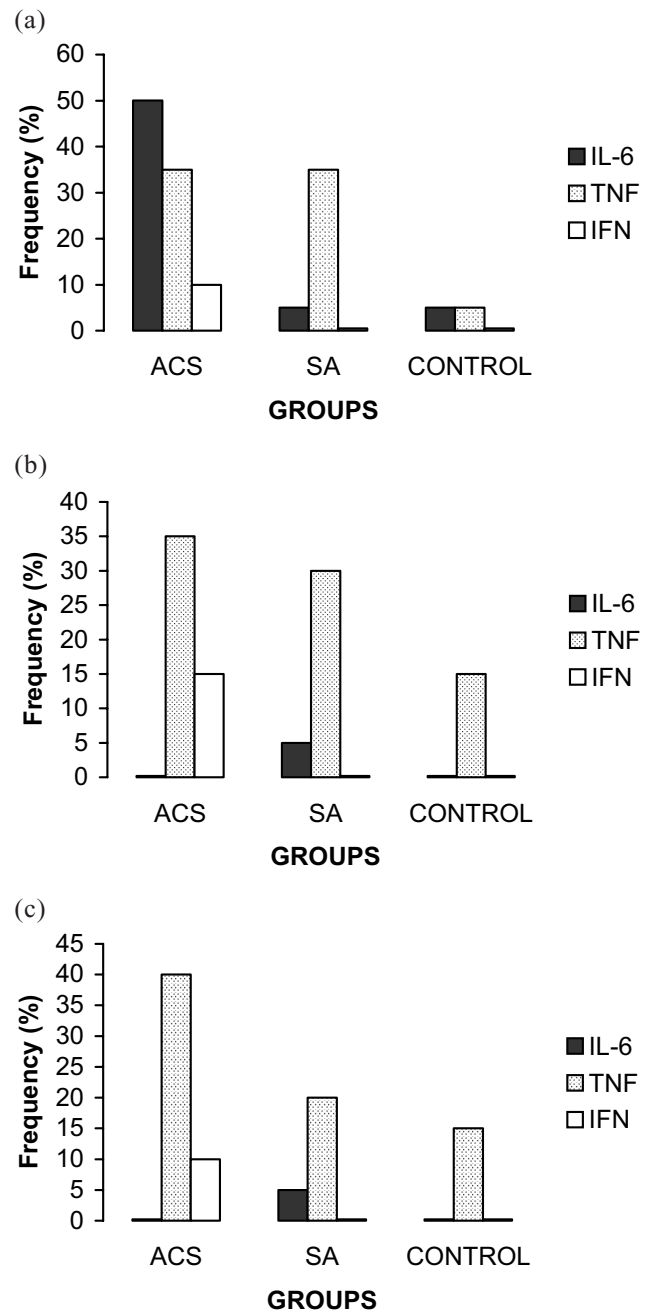 (a)
60
50
40
30
20
10
0
Frequency (%)
ACS SA CONTROL
GROUPS
IL-6
TNF
IFN
(b)
40
35
30
25
20
15
10
5
0
Frequency (%)
ACS SA CONTROL
GROUPS
IL-6
TNF
IFN
(c)
45
40
35
30
25
20
15
10
5
0
Frequency (%)
ACS SA CONTROL
GROUPS
IL-6
TNF
IFN